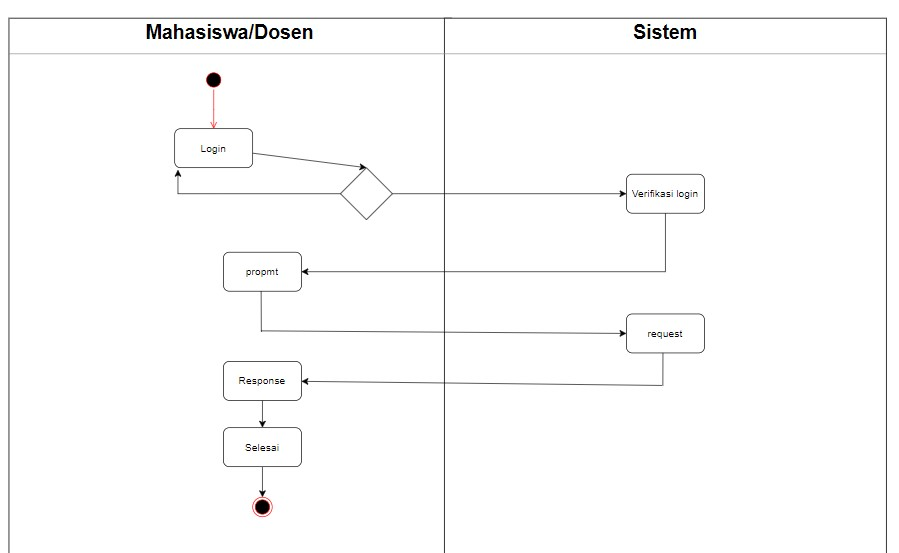 Mahasiswa/Dosen
Sistem
Login
Verifikasi login
propmt
request
Response
Selesai